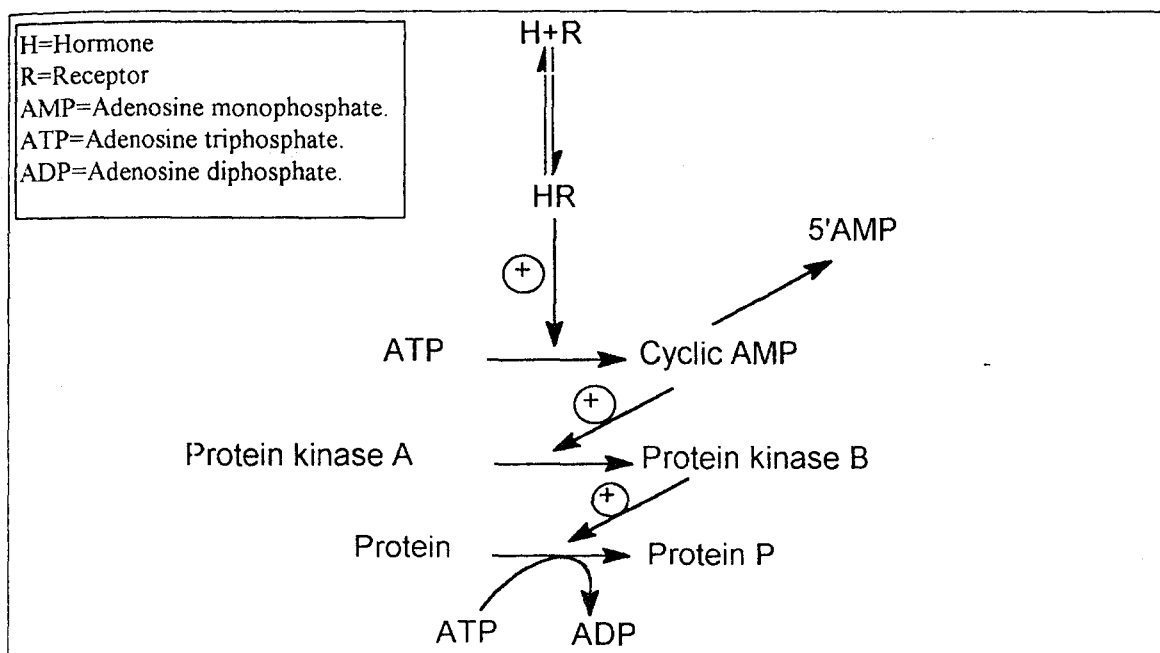 H=Hormone
R=Receptor
AMP=Adenosine monophosphate.
ATP=Adenosine triphosphate.
ADP=Adenosine diphosphate.
H+R
HR
5'AMP
+
ATP
Cyclic AMP
+
Protein kinase A
Protein kinase B
+
Protein
Protein P
ATP
ADP